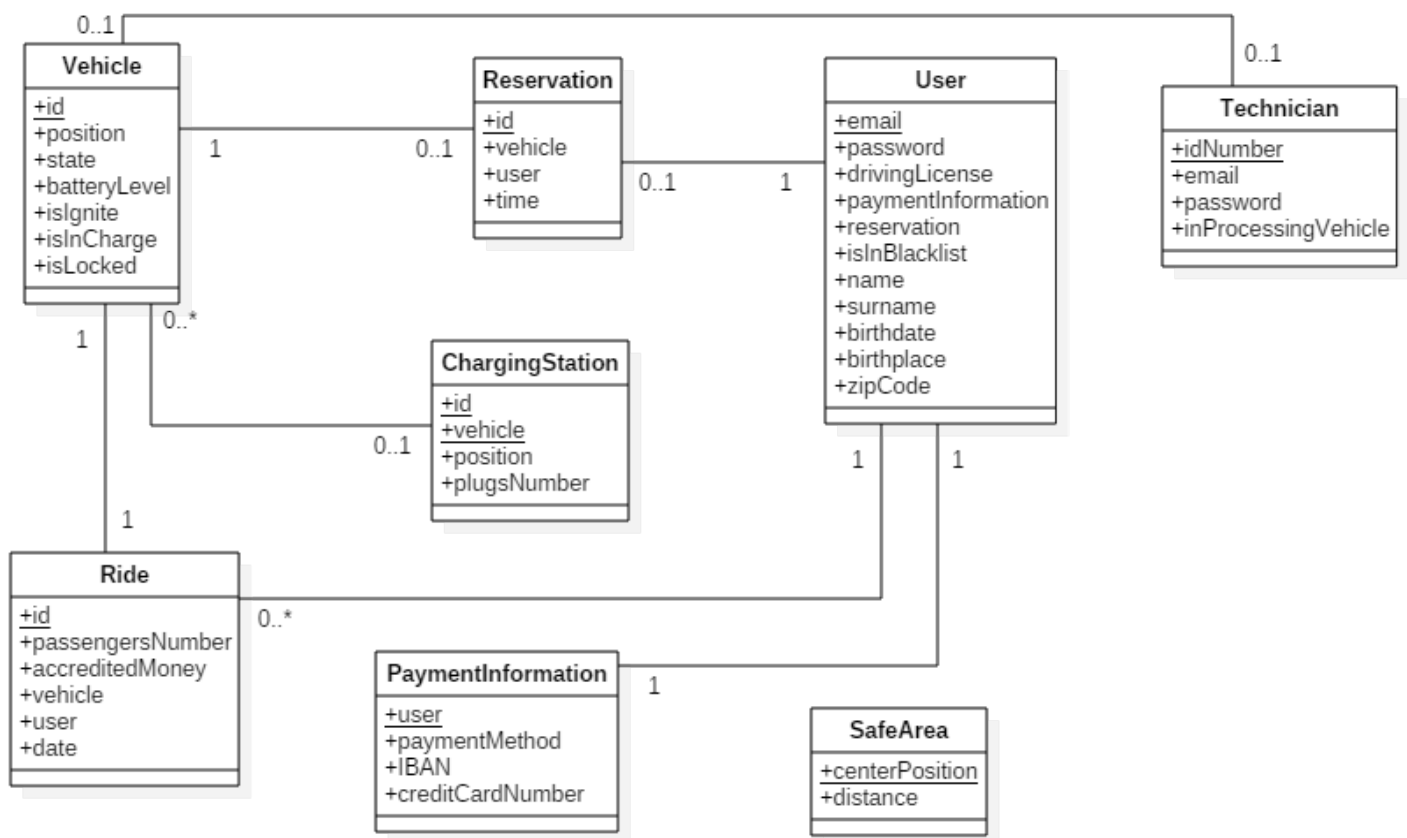 0..1
0..1
Vehicle
+id
+position
+state
+batteryLevel
+isIgnite
+isInCharge
+isLocked
1
0..1
Reservation
+id
+vehicle
+user
+time
0..1
1
User
+email
+password
+drivingLicense
+paymentInformation
+reservation
+isInBlacklist
+name
+surname
+birthdate
+birthplace
+zipCode
Technician
+idNumber
+email
+password
+inProcessingVehicle
1
0..*
ChargingStation
+id
+vehicle
+position
+plugsNumber
0..1
1
1
1
Ride
+id
+passengersNumber
+accreditedMoney
+vehicle
+user
+date
0..*
PaymentInformation
+user
+paymentMethod
+IBAN
+creditCardNumber
1
SafeArea
+centerPosition
+distance